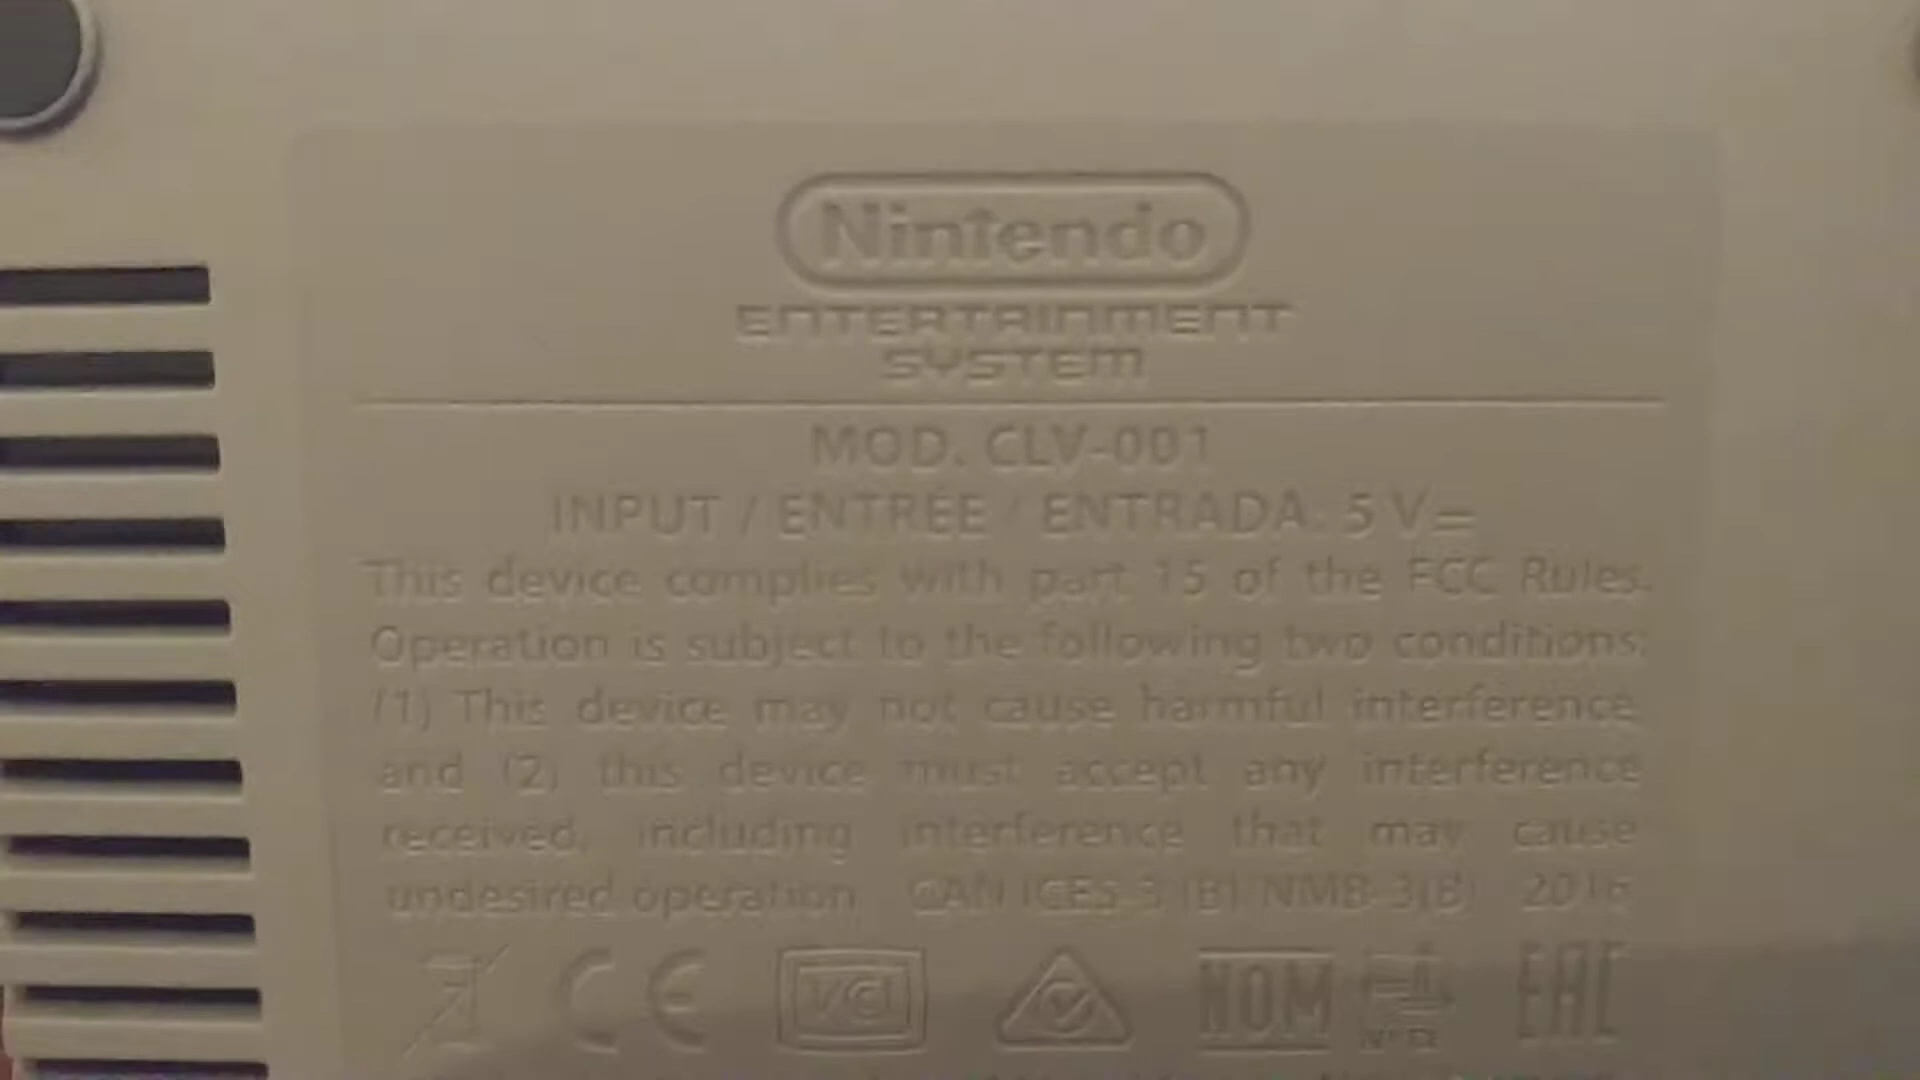 Nintendo
ENTERTAINMENT
SYSTEM
MOD. CLV-001
INPUT / ENTRÉE / ENTRADA: 5 V⎓
This device complies with part 15 of the FCC Rules.
Operation is subject to the following two conditions:
(1) This device may not cause harmful interference,
and (2) this device must accept any interference
received, including interference that may cause
undesired operation. CAN ICES-3 (B)/NMB-3(B) 2016
CE VCI NOM EAC